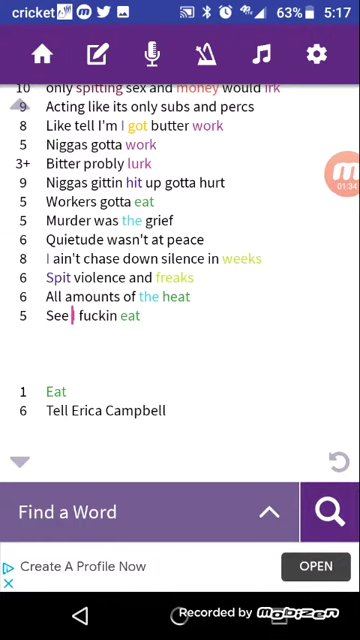 cricket 63% 5:17
10 only spitting sex and money would irk
9 Acting like its only subs and percs
8 Like tell I'm I got butter work
5 Niggas gotta work
3+ Bitter probly lurk
9 Niggas gittin hit up gotta hurt
5 Workers gotta eat
5 Murder was the grief
6 Quietude wasn't at peace
8 I ain't chase down silence in weeks
6 Spit violence and freaks
6 All amounts of the heat
5 See I fuckin eat
1 Eat
6 Tell Erica Campbell
01:34
Find a Word
Create A Profile Now
OPEN
Recorded by mobizen